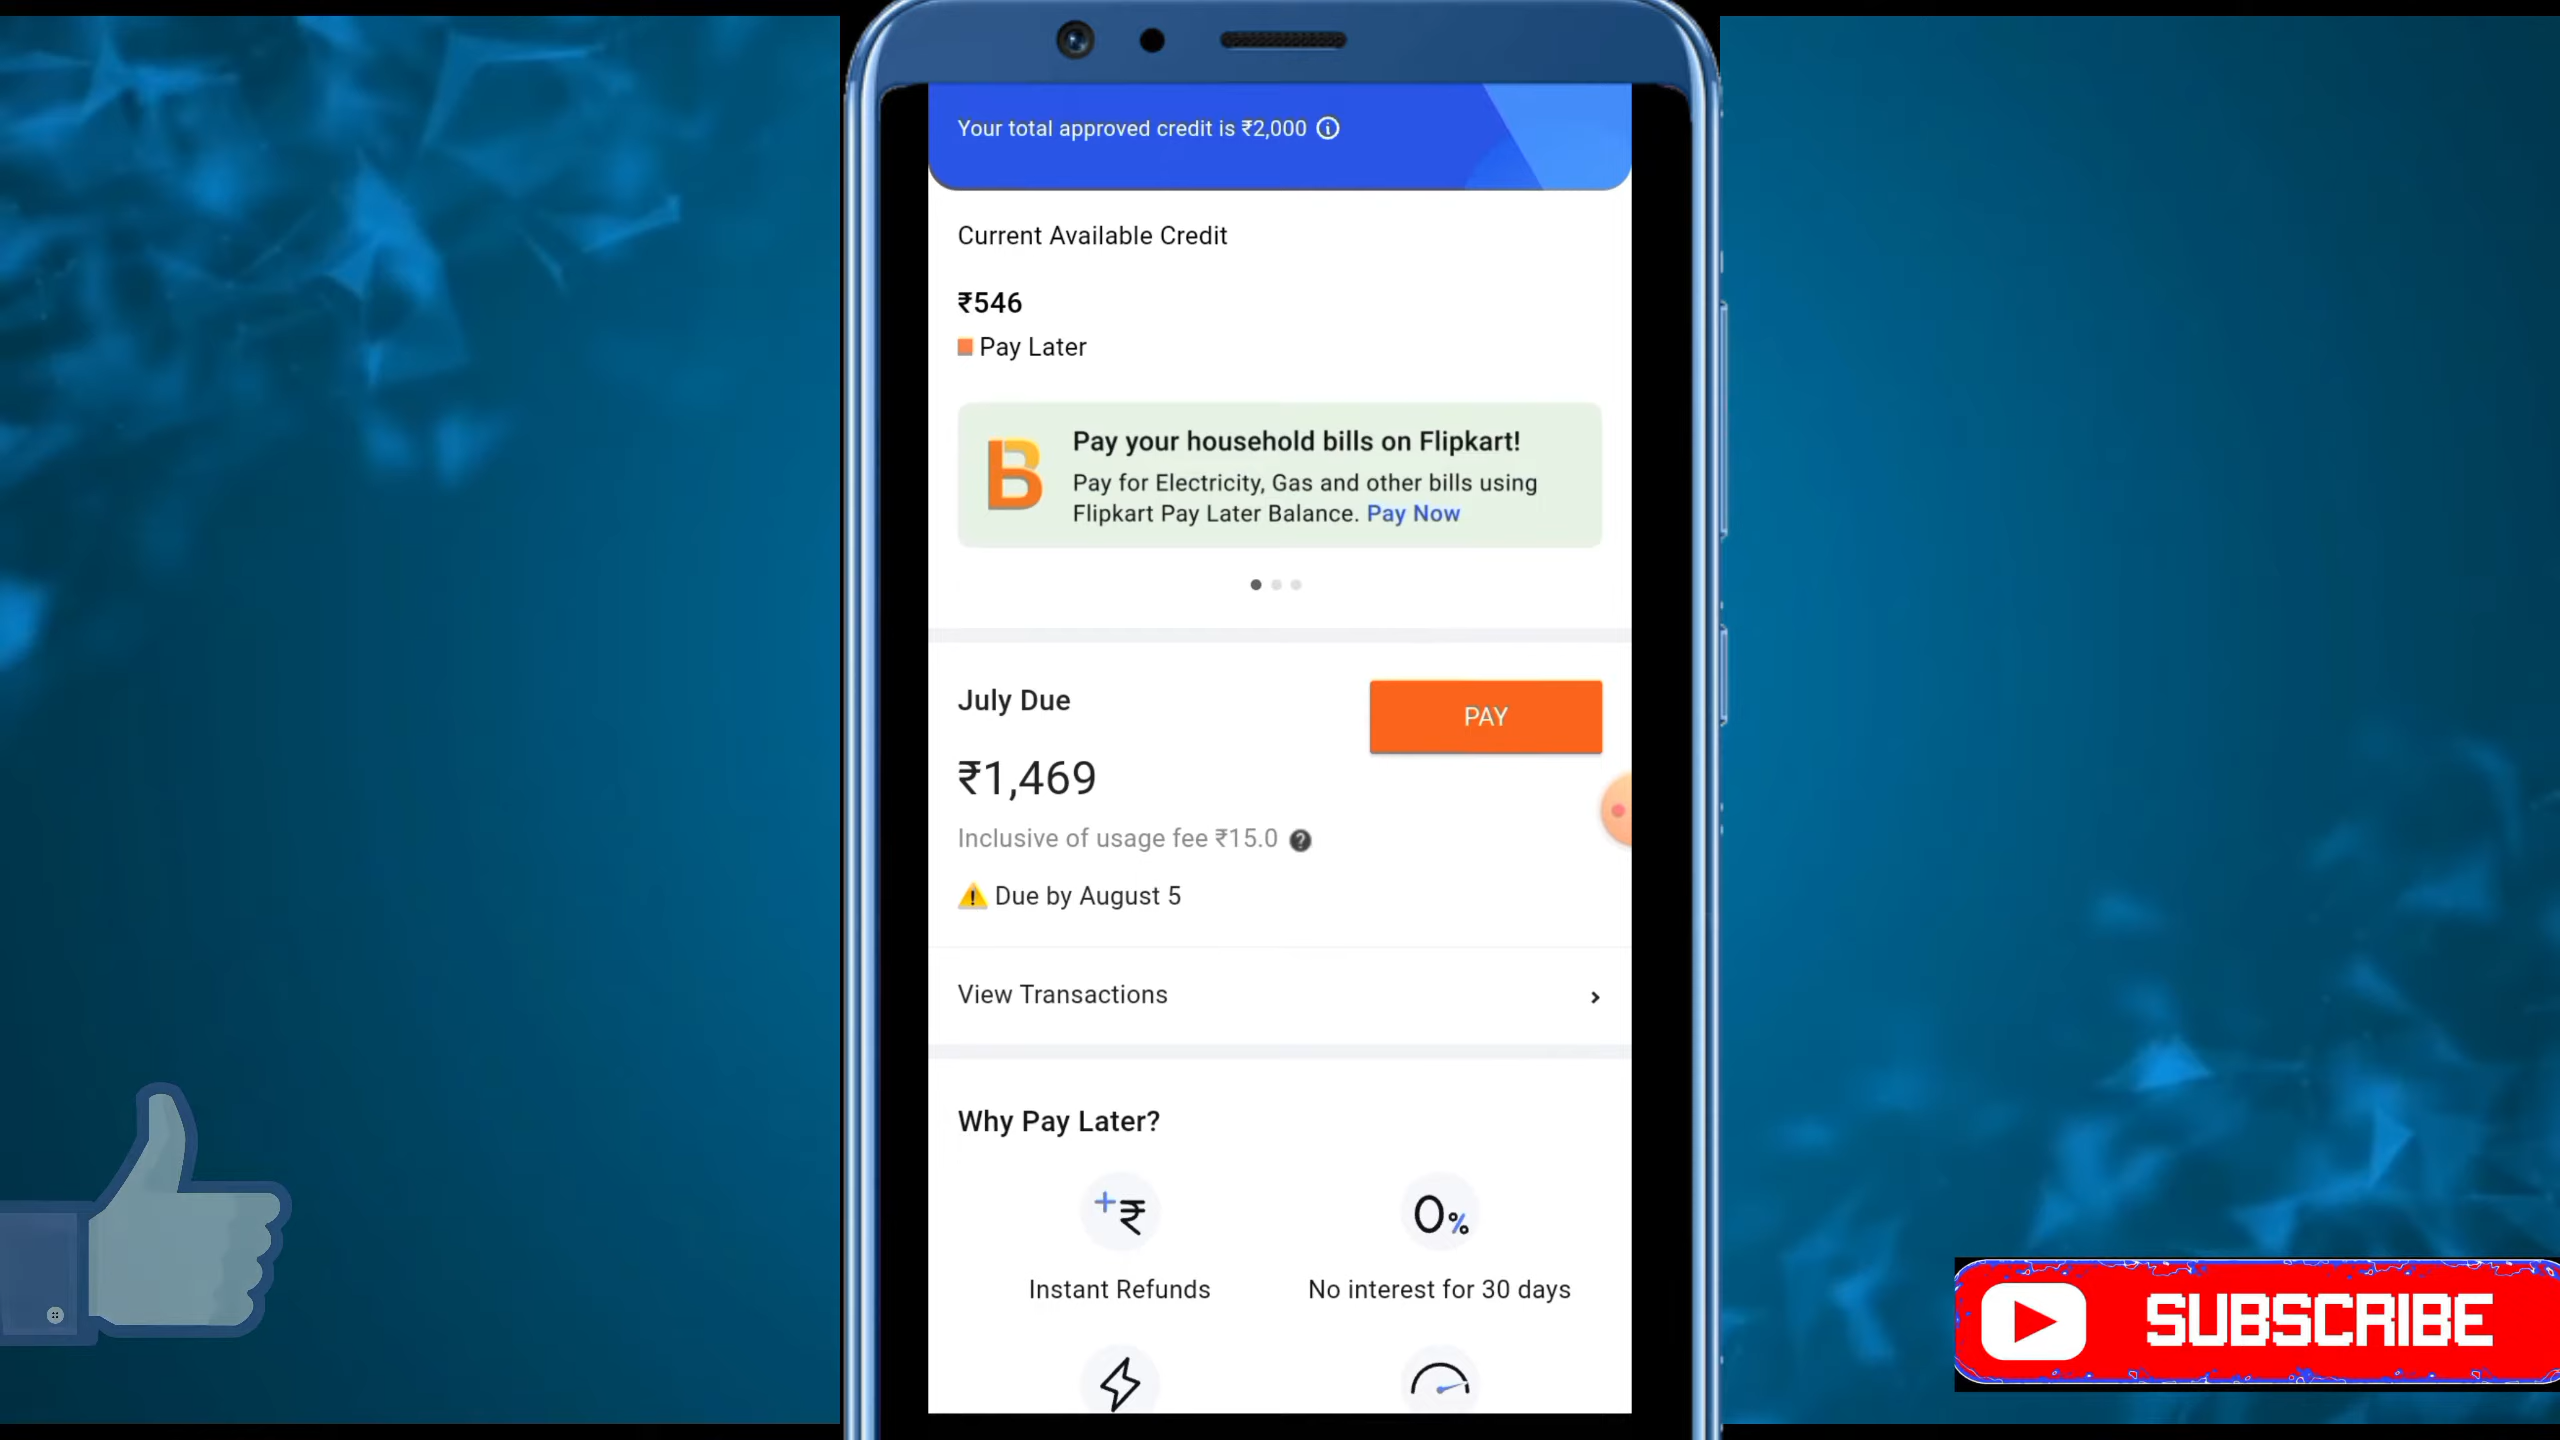 Your total approved credit is ₹2,000
Current Available Credit
₹546
Pay Later
Pay your household bills on Flipkart!
Pay for Electricity, Gas and other bills using
Flipkart Pay Later Balance. Pay Now
July Due
PAY
₹1,469
Inclusive of usage fee ₹15.0
Due by August 5
View Transactions
Why Pay Later?
+₹
0%
Instant Refunds
No interest for 30 days
SUBSCRIBE